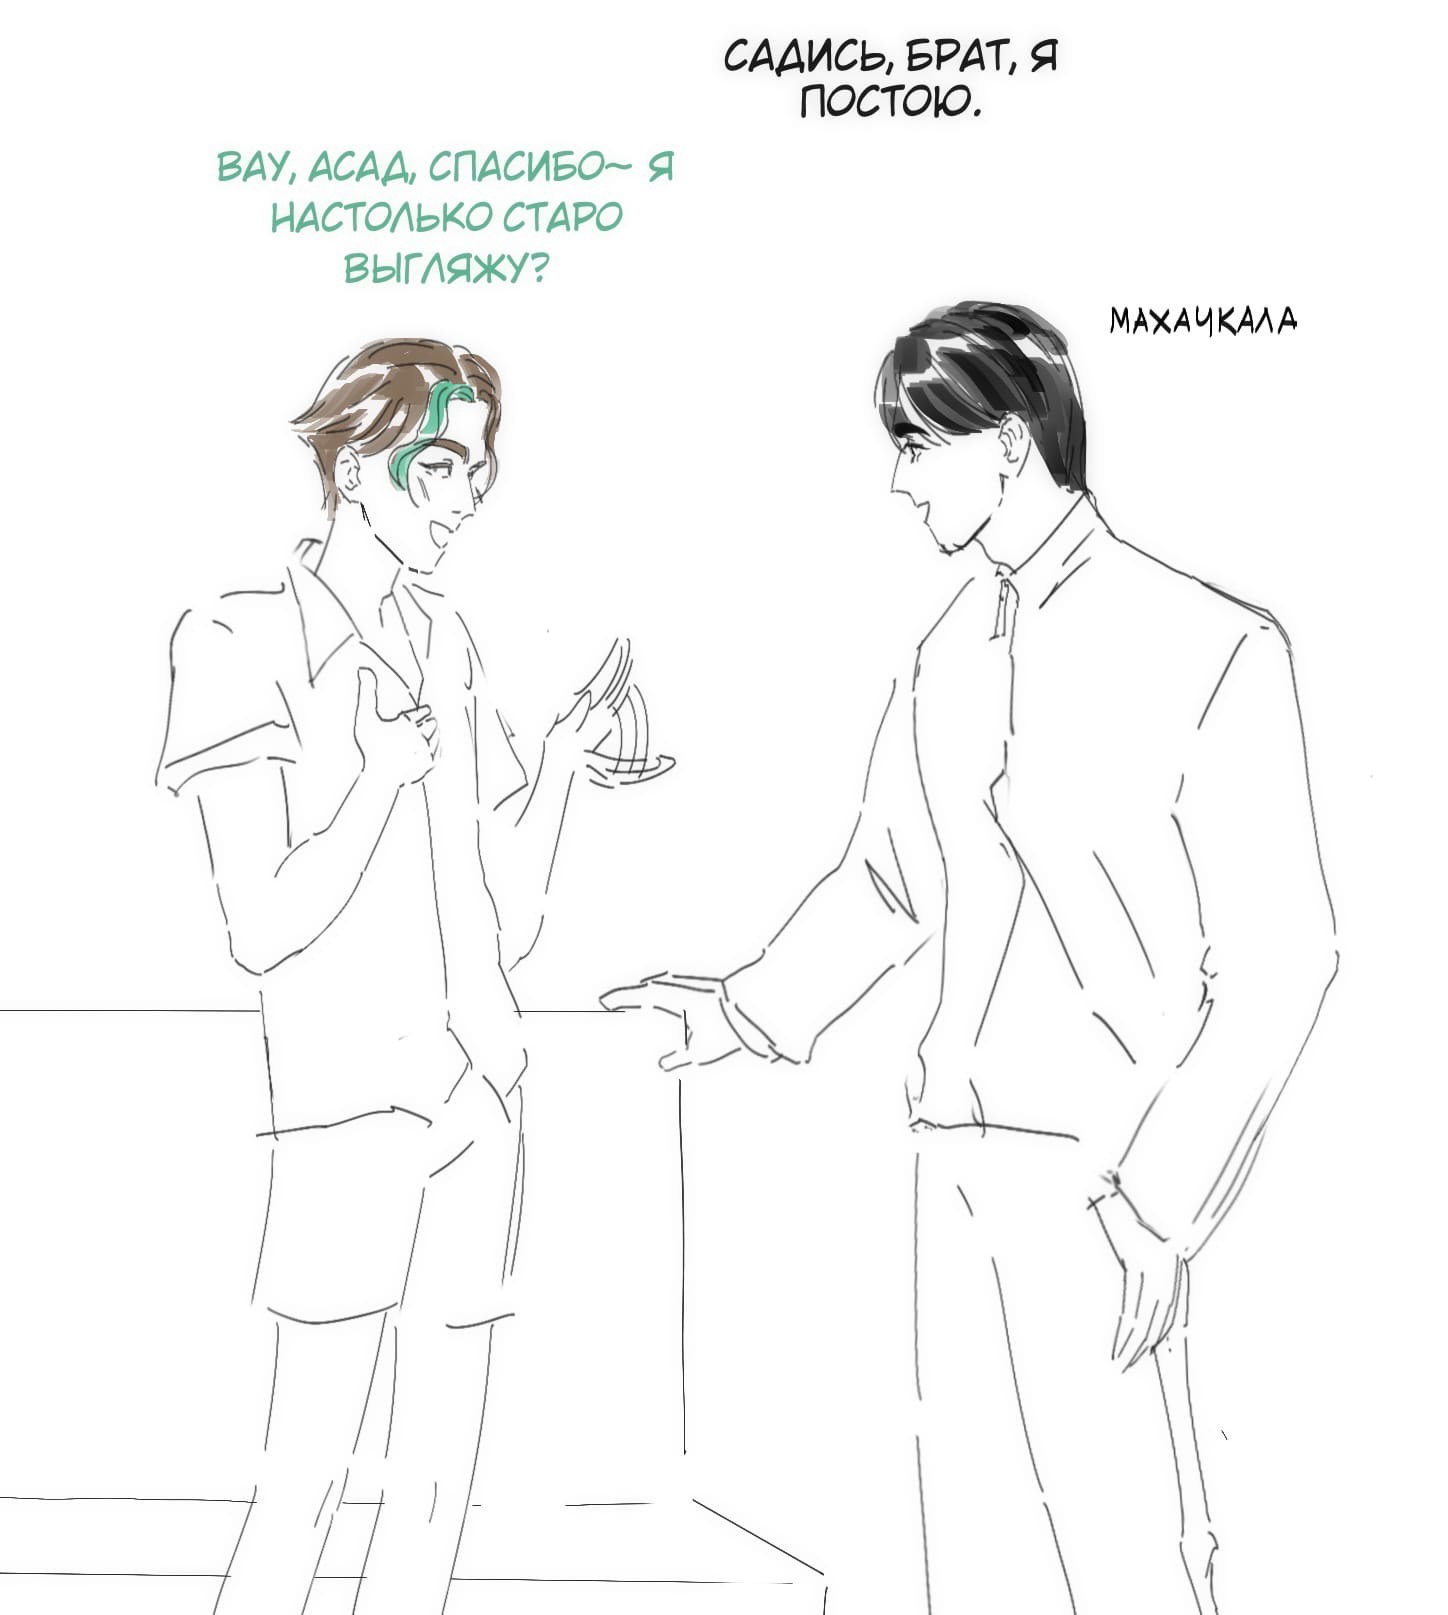 САДИСЬ, БРАТ, Я
ПОСТОЮ.
ВАУ, АСАД, СПАСИБО~ Я
НАСТОЛЬКО СТАРО
ВЫГЛЯЖУ?
МАХАЧКАЛА